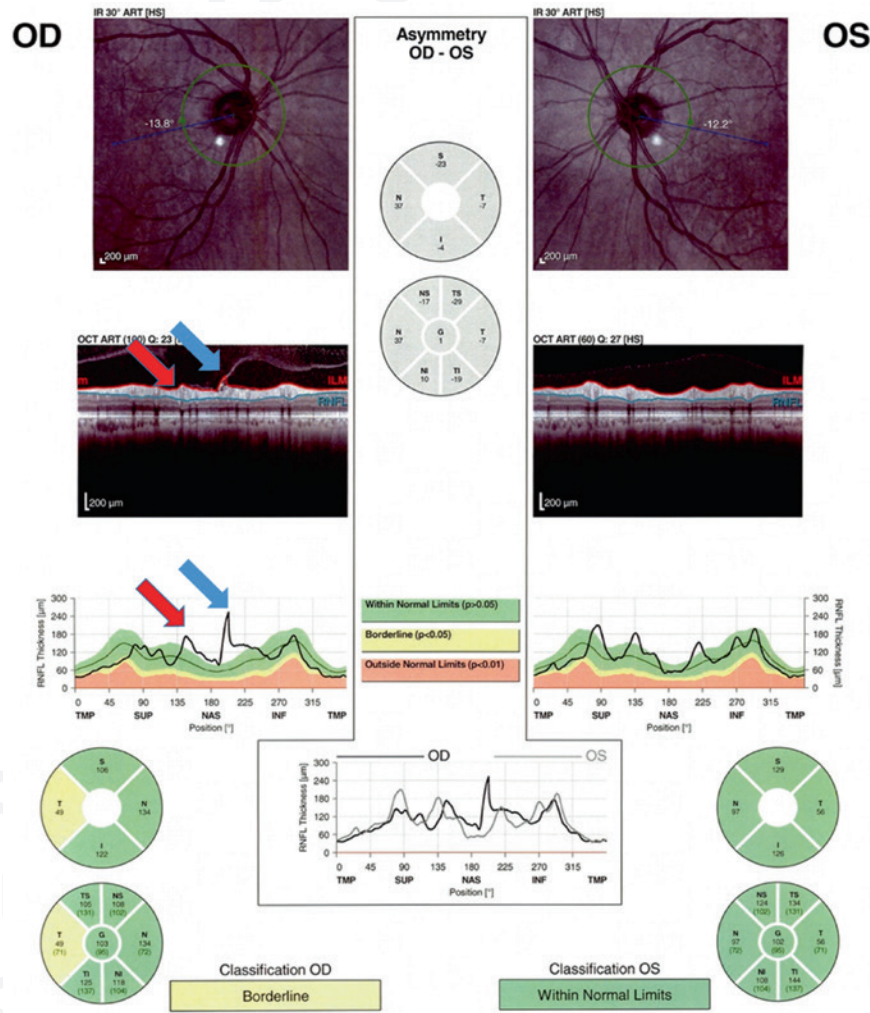 IR 30° ART [HS]
OD
-13.8°
200 µm
Asymmetry
OD - OS
S
-23
N
37
T
-7
I
-4
NS
-17
TS
-29
N
37
G
1
T
-7
NI
10
TI
-19
IR 30° ART [HS]
OS
-12.2°
200 µm
OCT ART (100) Q: 23
ILM
RNFL
200 µm
OCT ART (60) Q: 27 [HS]
ILM
RNFL
200 µm
RNFL Thickness [µm]
300
240
180
120
60
0
0 45 90 135 180 225 270 315
TMP SUP NAS INF TMP
Position [°]
Within Normal Limits (p>0.05)
Borderline (p<0.05)
Outside Normal Limits (p<0.01)
300
240
180
120
60
0
RNFL Thickness [µm]
0 45 90 135 180 225 270 315
TMP SUP NAS INF TMP
Position [°]
OD OS
RNFL Thickness [µm]
300
240
180
120
60
0
0 45 90 135 180 225 270 315
TMP SUP NAS INF TMP
Position [°]
S
106
T
49
N
134
I
122
TS
105
(131)
NS
108
(102)
T
49
(71)
G
103
(95)
N
134
(72)
TI
125
(137)
NI
118
(104)
Classification OD
Borderline
S
129
N
97
T
56
I
126
NS
124
(102)
TS
134
(131)
N
97
(72)
G
102
(95)
T
56
(71)
NI
108
(104)
TI
144
(137)
Classification OS
Within Normal Limits